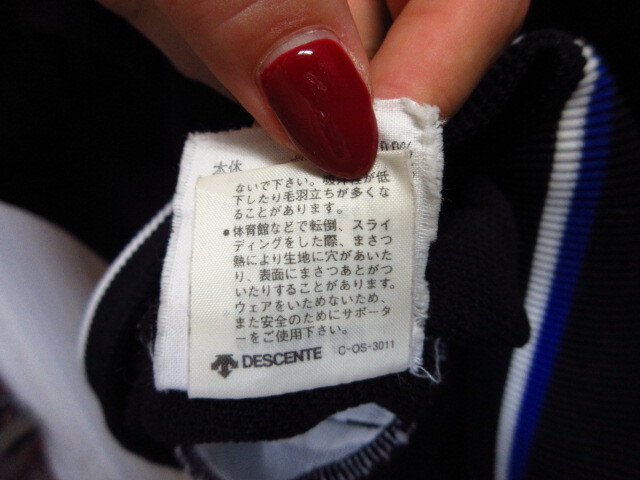 本体
0.0%
ないで下さい。吸汗性が低
下したり毛羽立ちが多くな
ることがあります。
●体育館などで転倒、スライ
ディングをした際、まさつ
熱により生地に穴があいた
り、表面にまさつあとがつ
いたりすることがあります。
ウェアをいためないため、
また安全のためにサポータ
ーをご使用下さい。
DESCENTE C-OS-3011